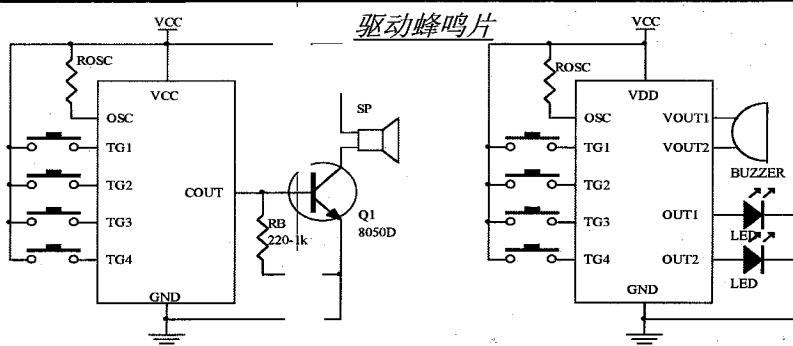 驱动蜂鸣片
VCC
ROSC
VCC
OSC
TG1
TG2
TG3
TG4
COUT
GND
SP
Q1
8050D
RB
220-1k
VCC
ROSC
VDD
OSC
TG1
TG2
TG3
TG4
VOUT1
VOUT2
BUZZER
OUT1
LED
OUT2
LED
GND